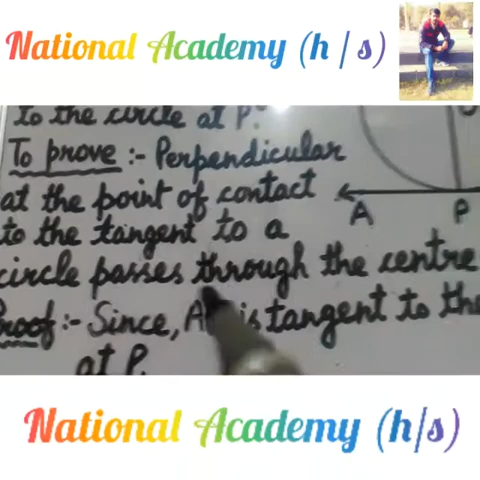 National Academy (h/s)
to the circle at P.
To prove :- Perpendicular
at the point of contact
to the tangent to a
circle passes through the centre
Proof :- Since, A is tangent to the
at P.
A P
National Academy (h/s)